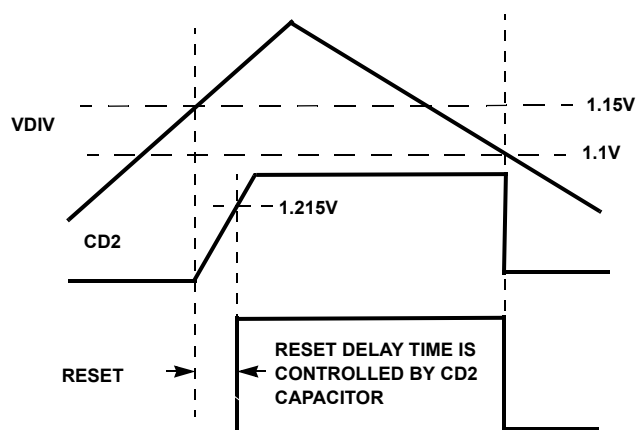 1.15V
VDIV
1.1V
1.215V
CD2
RESET DELAY TIME IS
RESET
CONTROLLED BY CD2
CAPACITOR